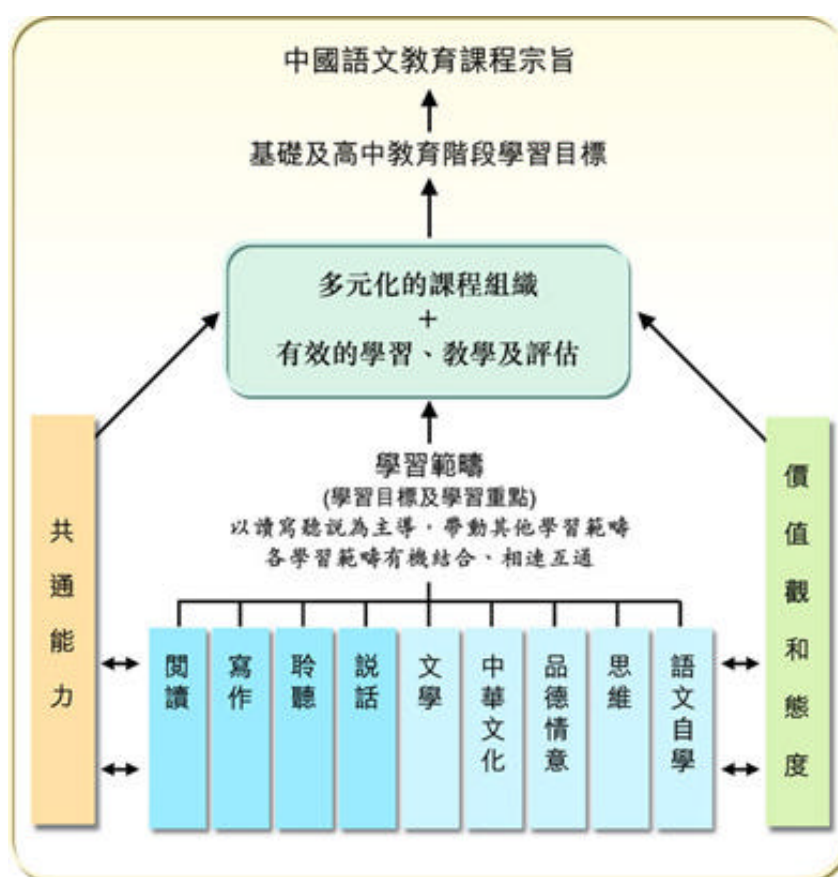 中國語文教育課程宗旨
基礎及高中教育階段學習目標
多元化的課程組織
+
有效的學習、教學及評估
學習範疇
(學習目標及學習重點)
以讀寫聽説為主導，帶動其他學習範疇
各學習範疇有機結合、相連互通
共通能力
閱讀
寫作
聆聽
説話
文學
中華文化
品德情意
思維
語文自學
價值觀和態度